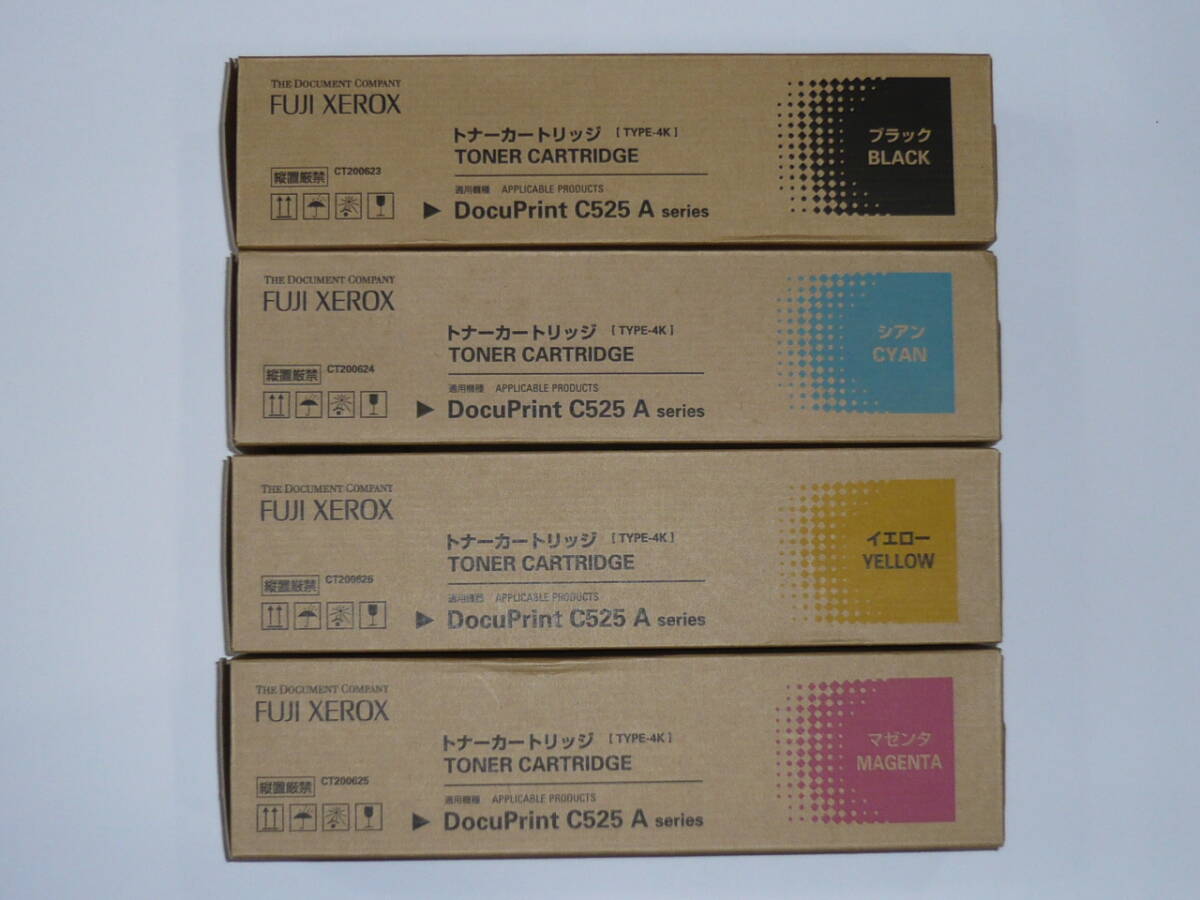 THE DOCUMENT COMPANY
FUJI XEROX
トナーカートリッジ [TYPE-4K]
TONER CARTRIDGE
縦置厳禁 CT200623
適用機種 APPLICABLE PRODUCTS
▶ DocuPrint C525 A series
ブラック
BLACK
THE DOCUMENT COMPANY
FUJI XEROX
トナーカートリッジ [TYPE-4K]
TONER CARTRIDGE
縦置厳禁 CT200624
適用機種 APPLICABLE PRODUCTS
▶ DocuPrint C525 A series
シアン
CYAN
THE DOCUMENT COMPANY
FUJI XEROX
トナーカートリッジ [TYPE-4K]
TONER CARTRIDGE
縦置厳禁 CT200626
適用機種 APPLICABLE PRODUCTS
▶ DocuPrint C525 A series
イエロー
YELLOW
THE DOCUMENT COMPANY
FUJI XEROX
トナーカートリッジ [TYPE-4K]
TONER CARTRIDGE
縦置厳禁 CT200625
適用機種 APPLICABLE PRODUCTS
▶ DocuPrint C525 A series
マゼンタ
MAGENTA